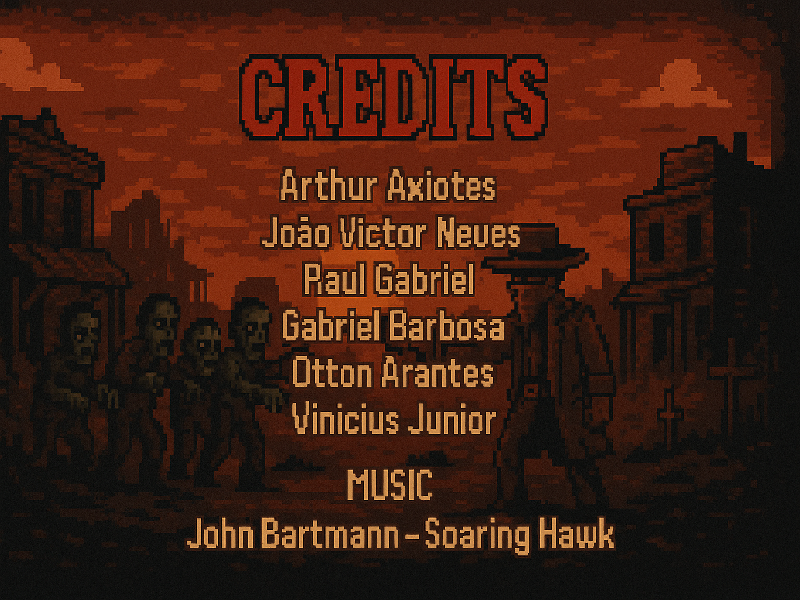 CREDITS
Arthur Axiotes
João Victor Neves
Raul Gabriel
Gabriel Barbosa
Otton Arantes
Vinicius Junior
MUSIC
John Bartmann - Soaring Hawk